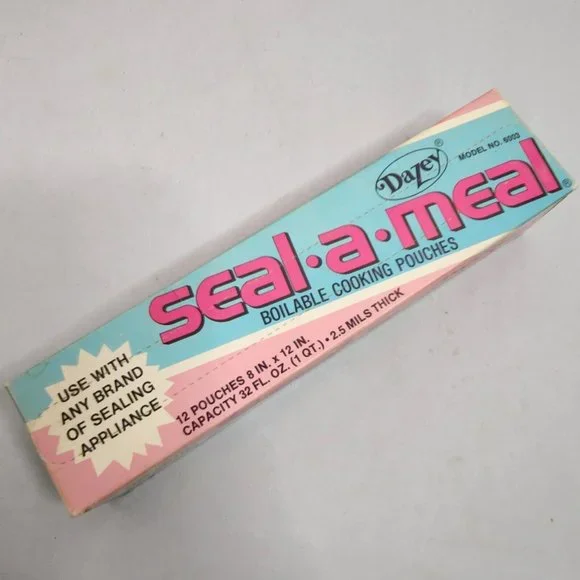 Dazey®
MODEL NO. 6003
seal·a·meal®
BOILABLE COOKING POUCHES
12 POUCHES 8 IN. X 12 IN.
CAPACITY 32 FL. OZ. (1 QT.) • 2.5 MILS THICK
USE WITH
ANY BRAND
OF SEALING
APPLIANCE